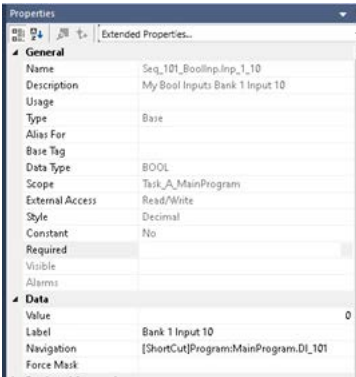 Properties
Extended Properties...
General
Name Seq_101_BoolInp.Inp_1_10
Description My Bool Inputs Bank 1 Input 10
Usage
Type Base
Alias For
Base Tag
Data Type BOOL
Scope Task_A_MainProgram
External Access Read/Write
Style Decimal
Constant No
Required
Visible
Alarms
Data
Value 0
Label Bank 1 Input 10
Navigation [ShortCut]Program:MainProgram.DI_101
Force Mask